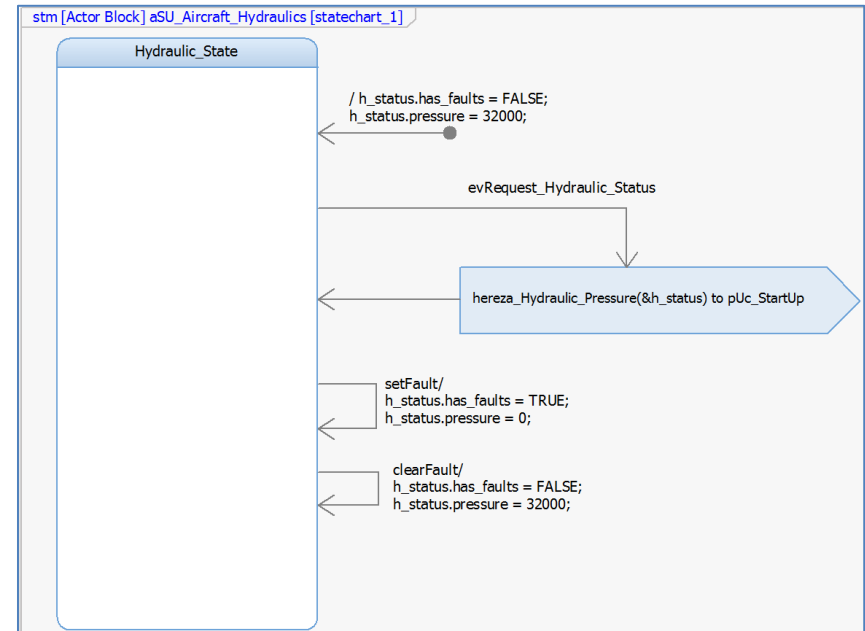 stm [Actor Block] aSU_Aircraft_Hydraulics [statechart_1]
Hydraulic_State
/ h_status.has_faults = FALSE;
h_status.pressure = 32000;
evRequest_Hydraulic_Status
hereza_Hydraulic_Pressure(&h_status) to pUc_StartUp
setFault/
h_status.has_faults = TRUE;
h_status.pressure = 0;
clearFault/
h_status.has_faults = FALSE;
h_status.pressure = 32000;